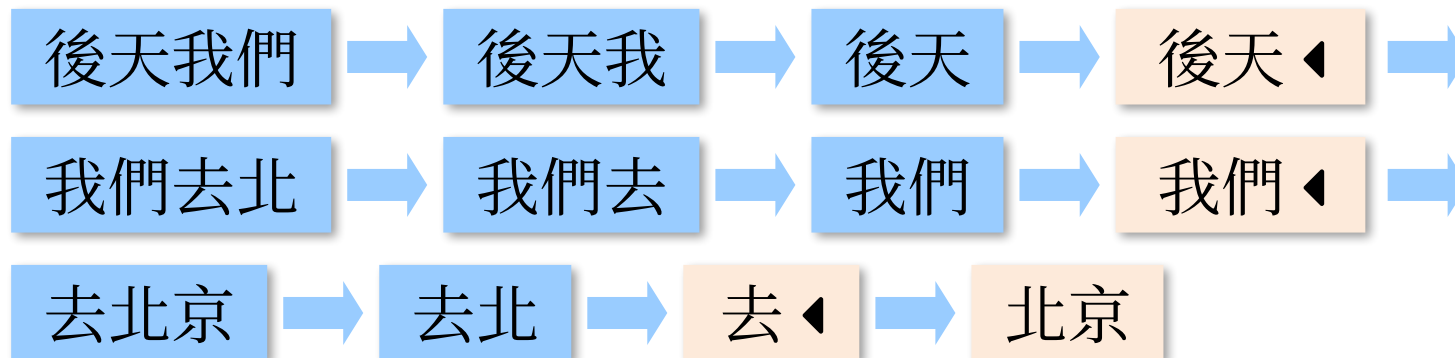 後天我們 後天我 後天 後天
我們去北 我們去 我們 我們
去北京 去北 去 北京